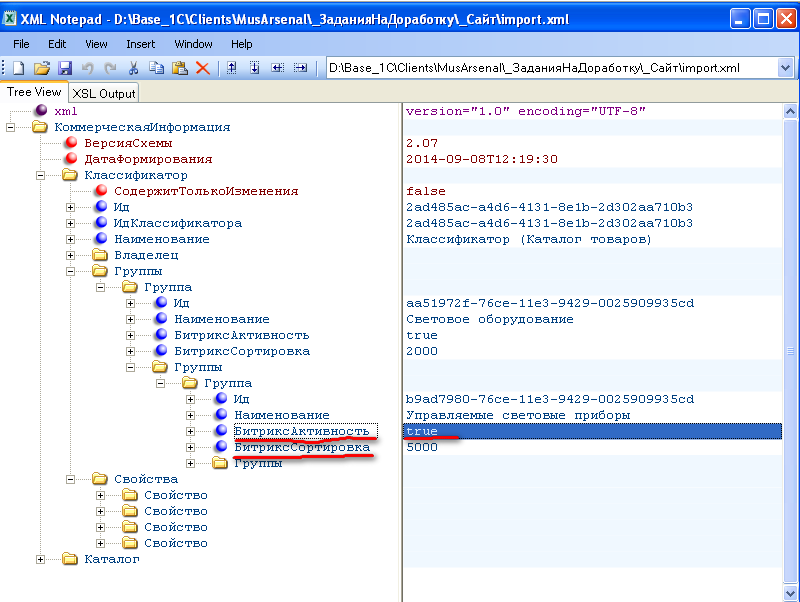 XML Notepad - D:\Base_1C\Clients\MusArsenal\_ЗаданияНаДоработку\_Сайт\import.xml
File Edit View Insert Window Help
D:\Base_1C\Clients\MusArsenal\_ЗаданияНаДоработку\_Сайт\import.xml
Tree View XSL Output
xml version="1.0" encoding="UTF-8"
КоммерческаяИнформация
ВерсияСхемы 2.07
ДатаФормирования 2014-09-08T12:19:30
Классификатор
СодержитТолькоИзменения false
Ид 2ad485ac-a4d6-4131-8e1b-2d302aa710b3
ИдКлассификатора 2ad485ac-a4d6-4131-8e1b-2d302aa710b3
Наименование Классификатор (Каталог товаров)
Владелец
Группы
Группа
Ид aa51972f-76ce-11e3-9429-0025909935cd
Наименование Световое оборудование
БитриксАктивность true
БитриксСортировка 2000
Группы
Группа
Ид b9ad7980-76ce-11e3-9429-0025909935cd
Наименование Управляемые световые приборы
БитриксАктивность true
БитриксСортировка 5000
Группы
Свойства
Свойство
Свойство
Свойство
Свойство
Каталог